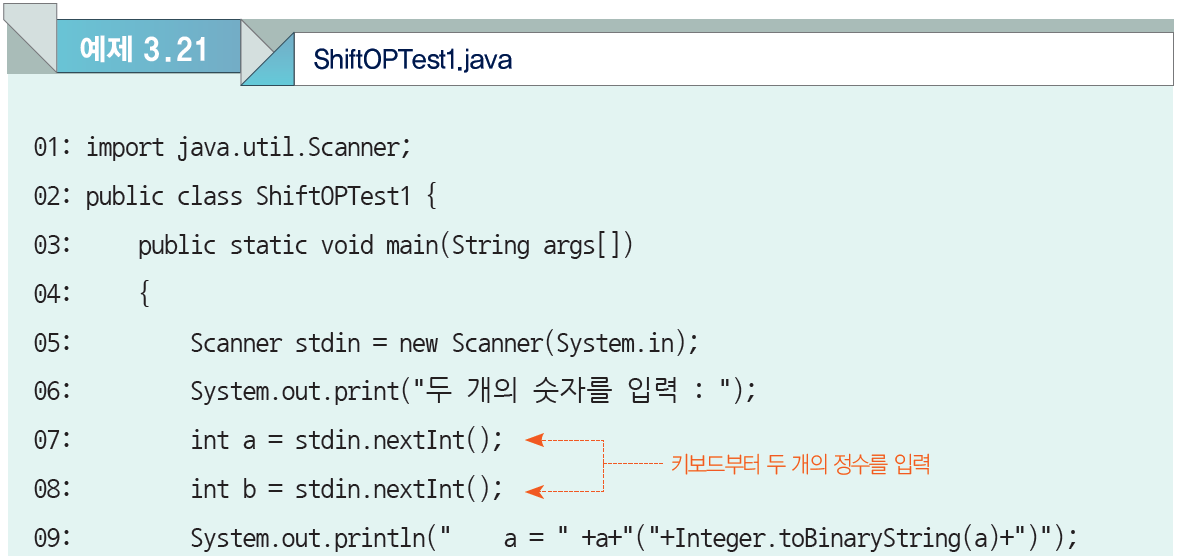 예제 3.21
ShiftOPTest1.java
01: import java.util.Scanner;
02: public class ShiftOPTest1 {
03:     public static void main(String args[])
04:     {
05:         Scanner stdin = new Scanner(System.in);
06:         System.out.print("두 개의 숫자를 입력 : ");
07:         int a = stdin.nextInt();
키보드부터 두 개의 정수를 입력
08:         int b = stdin.nextInt();
09:         System.out.println("    a = " +a+"("+Integer.toBinaryString(a)+")");